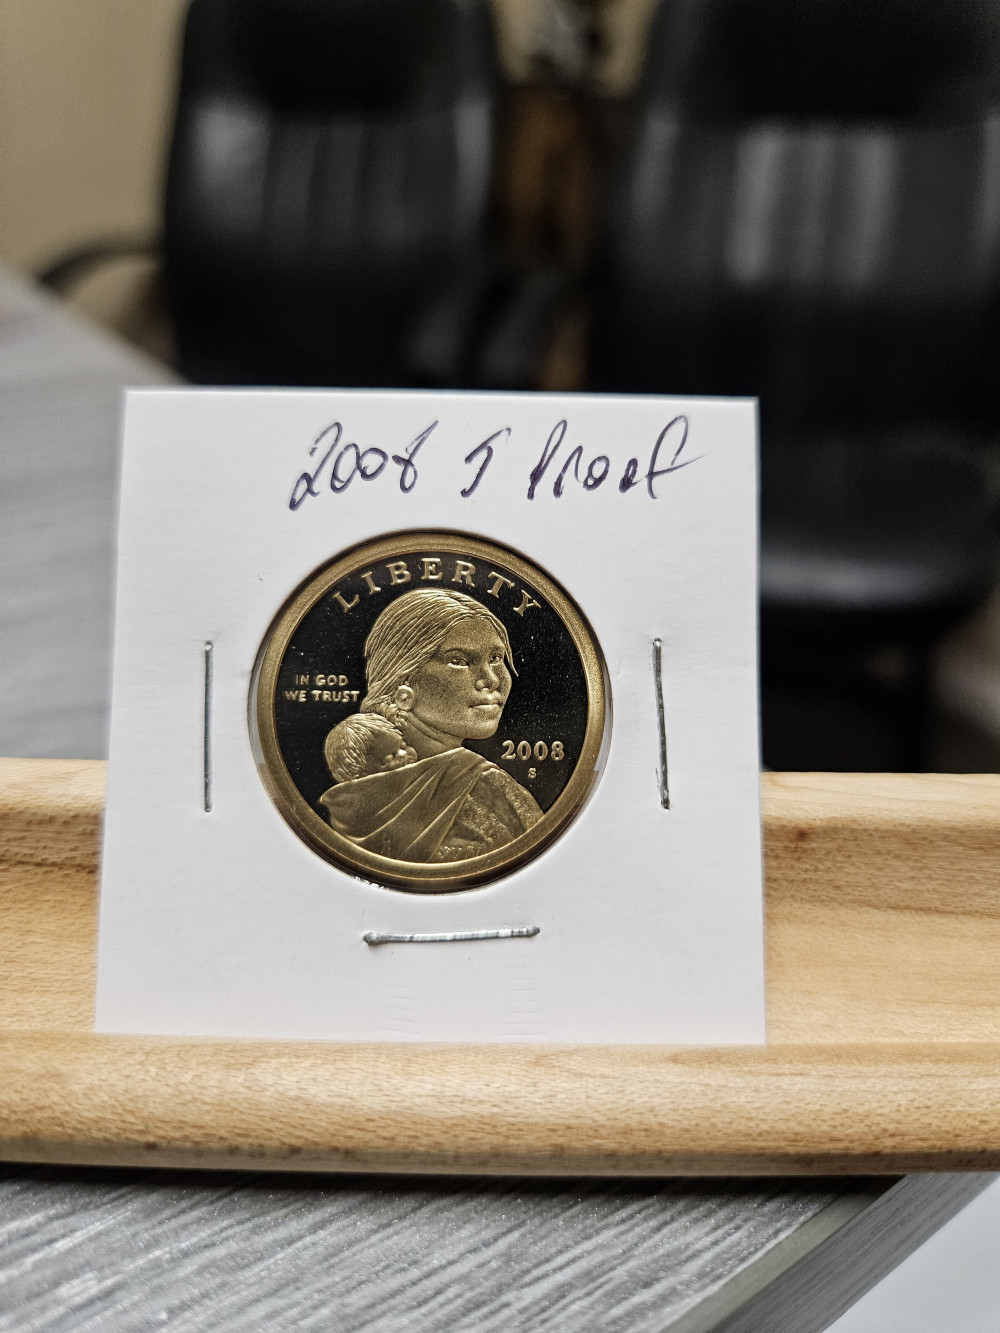 2008 S Proof
LIBERTY
IN GOD
WE TRUST
2008
S